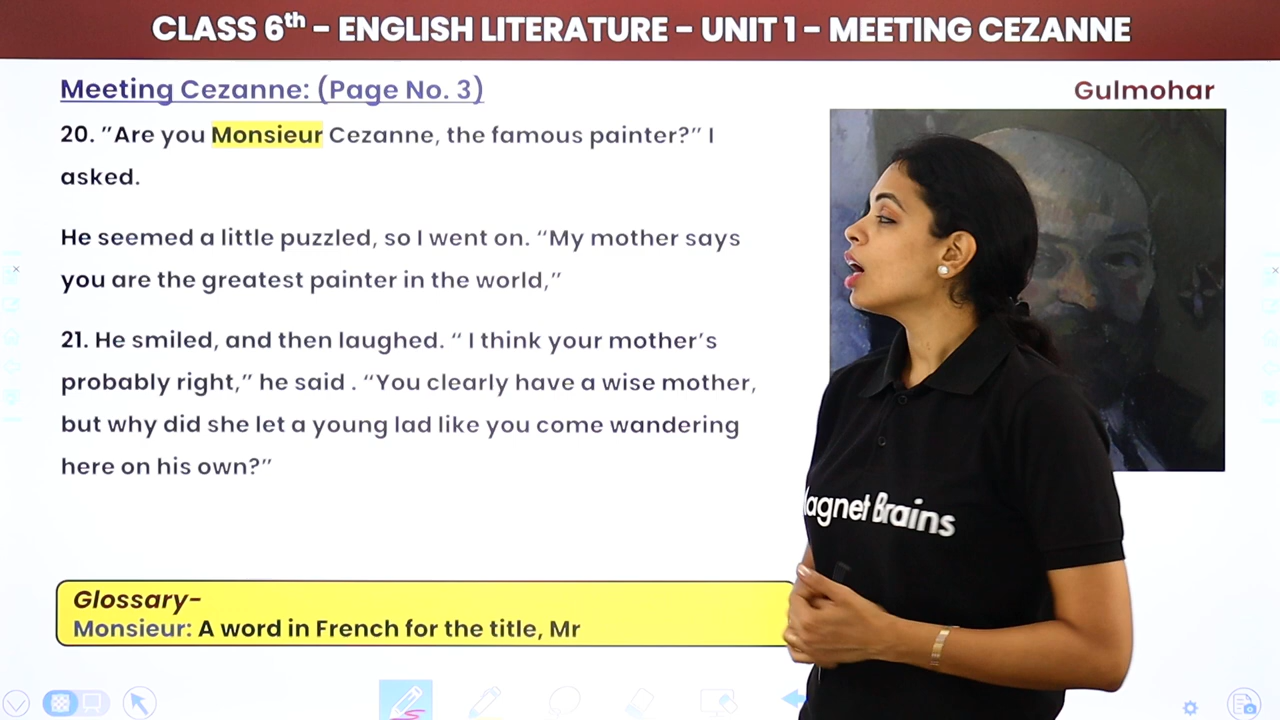 CLASS 6th – ENGLISH LITERATURE – UNIT 1 – MEETING CEZANNE
Meeting Cezanne: (Page No. 3)
Gulmohar
20. ”Are you Monsieur Cezanne, the famous painter?” I
asked.
He seemed a little puzzled, so I went on. “My mother says
you are the greatest painter in the world,”
21. He smiled, and then laughed. “ I think your mother’s
probably right,” he said . “You clearly have a wise mother,
but why did she let a young lad like you come wandering
here on his own?”
agnet Brains
Glossary–
Monsieur: A word in French for the title, Mr